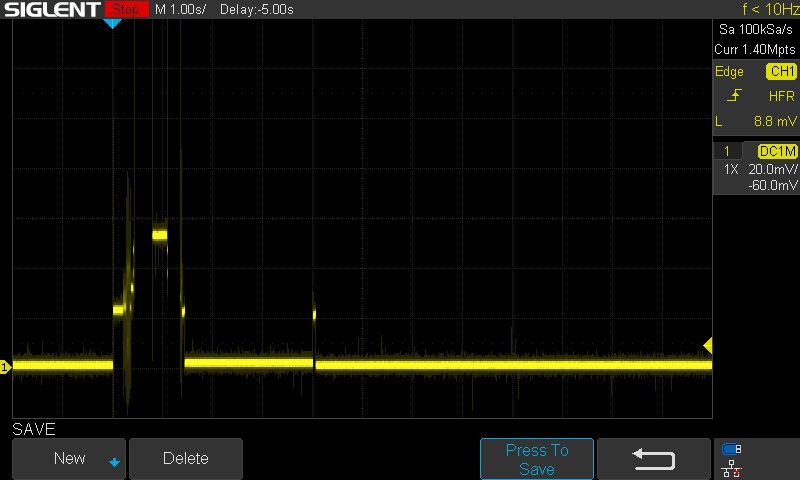 SIGLENT Stop M 1.00s/ Delay:-5.00s f < 10Hz
Sa 100kSa/s
Curr 1.40Mpts
Edge CH1
HFR
L 8.8 mV
1 DC1M
1X 20.0mV/
-60.0mV
1
SAVE
New Delete Press To
Save